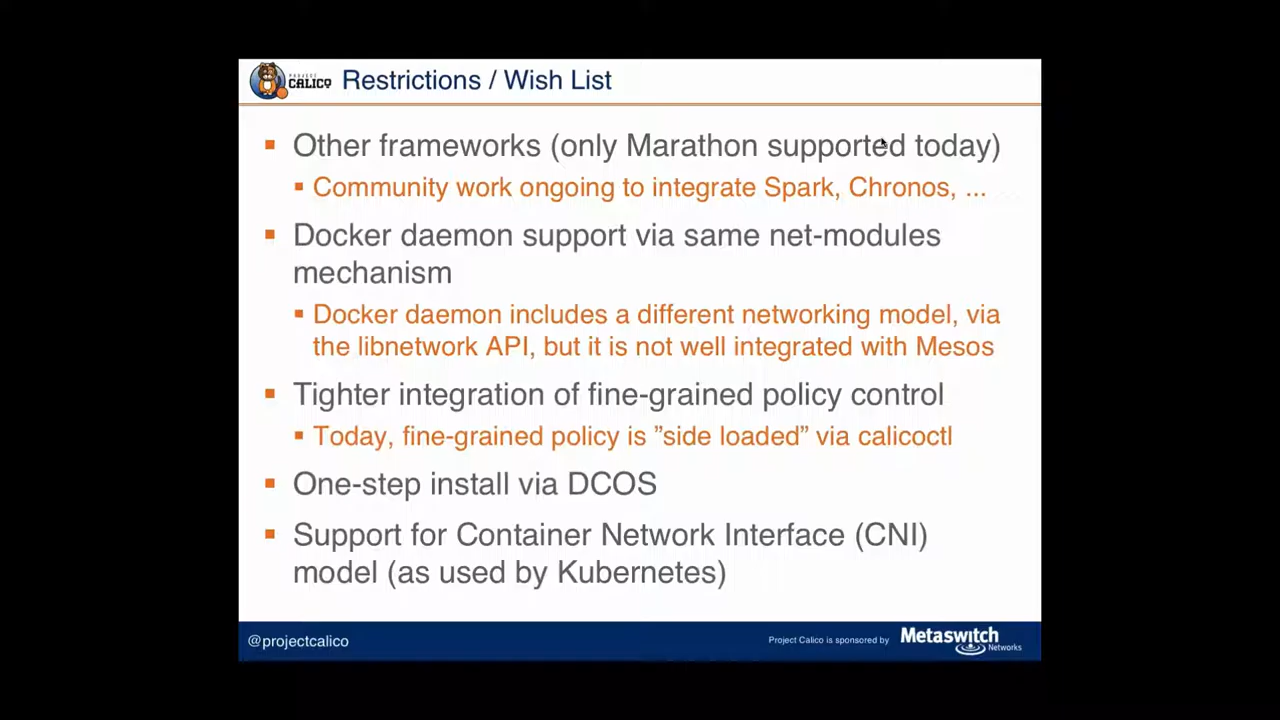 PROJECT
CALICO
Restrictions / Wish List
Other frameworks (only Marathon supported today)
Community work ongoing to integrate Spark, Chronos, ...
Docker daemon support via same net-modules
mechanism
Docker daemon includes a different networking model, via
the libnetwork API, but it is not well integrated with Mesos
Tighter integration of fine-grained policy control
Today, fine-grained policy is ”side loaded” via calicoctl
One-step install via DCOS
Support for Container Network Interface (CNI)
model (as used by Kubernetes)
@projectcalico
Project Calico is sponsored by
Metaswitch
Networks